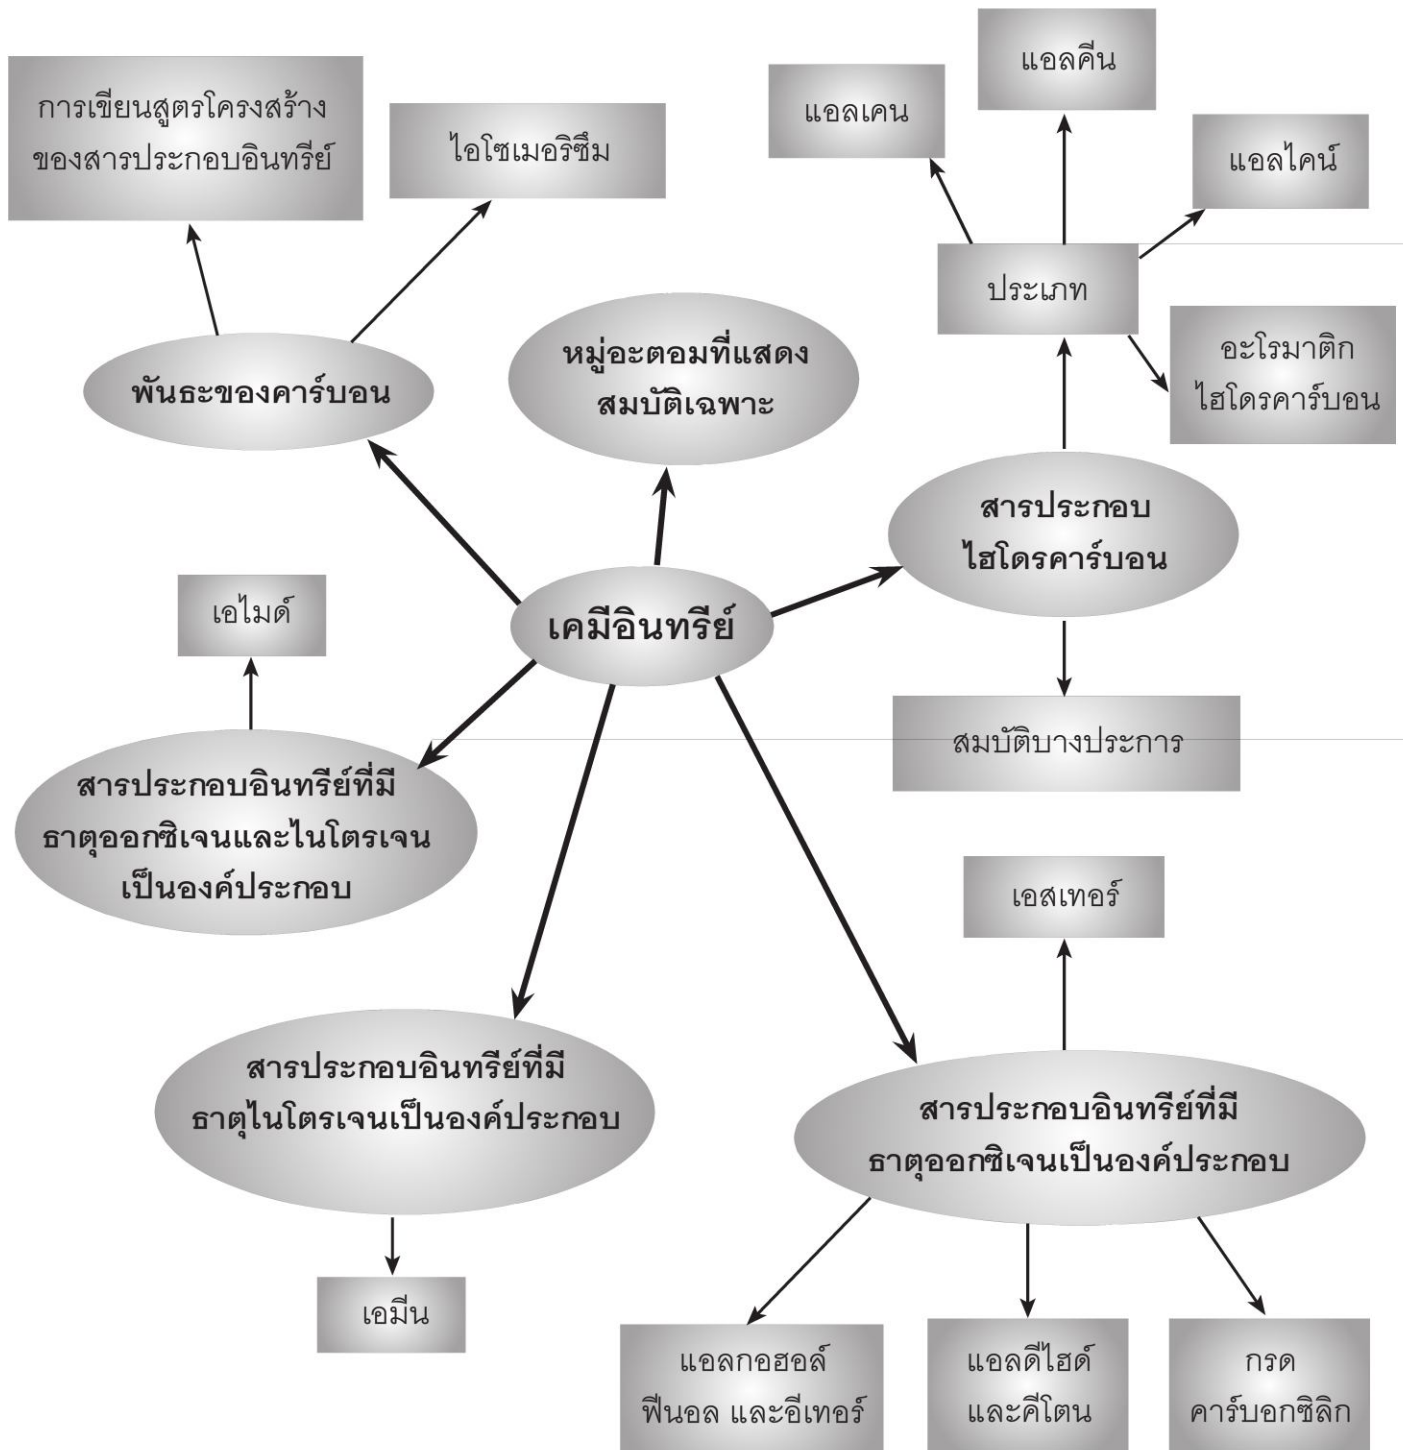 แอลคีน
การเขียนสูตรโครงสร้าง
ของสารประกอบอินทรีย์
ไอโซเมอริซึม
แอลเคน
แอลไคน์
ประเภท
อะโรมาติก
ไฮโดรคาร์บอน
พันธะของคาร์บอน
หมู่อะตอมที่แสดง
สมบัติเฉพาะ
สารประกอบ
ไฮโดรคาร์บอน
เคมีอินทรีย์
เอไมด์
สมบัติบางประการ
สารประกอบอินทรีย์ที่มี
ธาตุออกซิเจนและไนโตรเจน
เป็นองค์ประกอบ
เอสเทอร์
สารประกอบอินทรีย์ที่มี
ธาตุไนโตรเจนเป็นองค์ประกอบ
สารประกอบอินทรีย์ที่มี
ธาตุออกซิเจนเป็นองค์ประกอบ
เอมีน
แอลกอฮอล์
ฟีนอล และอีเทอร์
แอลดีไฮด์
และคีโตน
กรด
คาร์บอกซิลิก